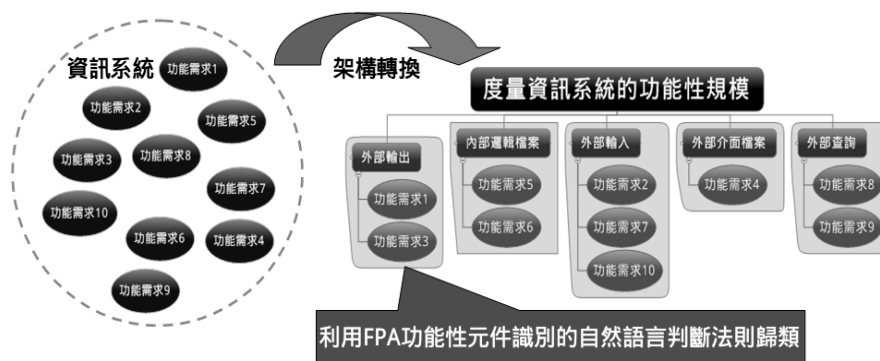 資訊系統
功能需求1
功能需求2
功能需求5
功能需求3
功能需求8
功能需求7
功能需求10
功能需求6
功能需求4
功能需求9
架構轉換
度量資訊系統的功能性規模
外部輸出
功能需求1
功能需求3
內部邏輯檔案
功能需求5
功能需求6
外部輸入
功能需求2
功能需求7
功能需求10
外部介面檔案
功能需求4
外部查詢
功能需求8
功能需求9
利用FPA功能性元件識別的自然語言判斷法則歸類